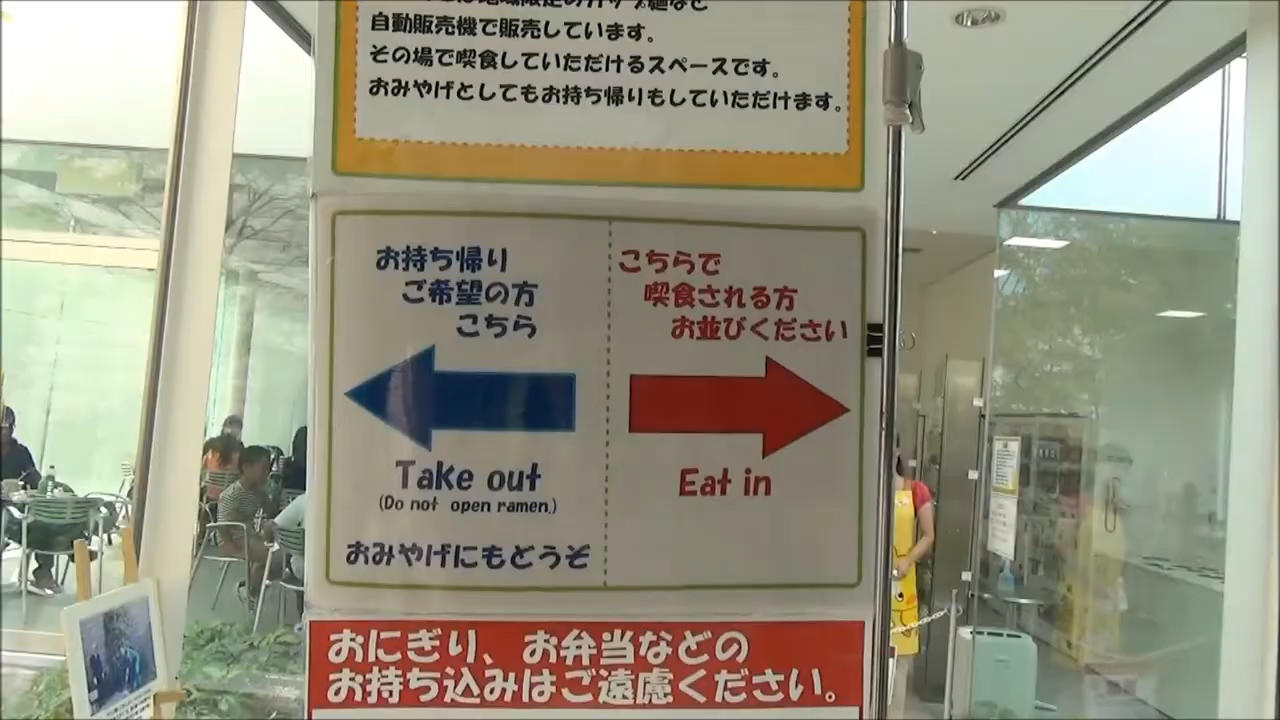 自動販売機で販売しています。
その場で喫食していただけるスペースです。
おみやげとしてもお持ち帰りもしていただけます。
お持ち帰り
ご希望の方
こちら
Take out
(Do not open ramen.)
おみやげにもどうぞ
こちらで
喫食される方
お並びください
Eat in
おにぎり、お弁当などの
お持ち込みはご遠慮ください。